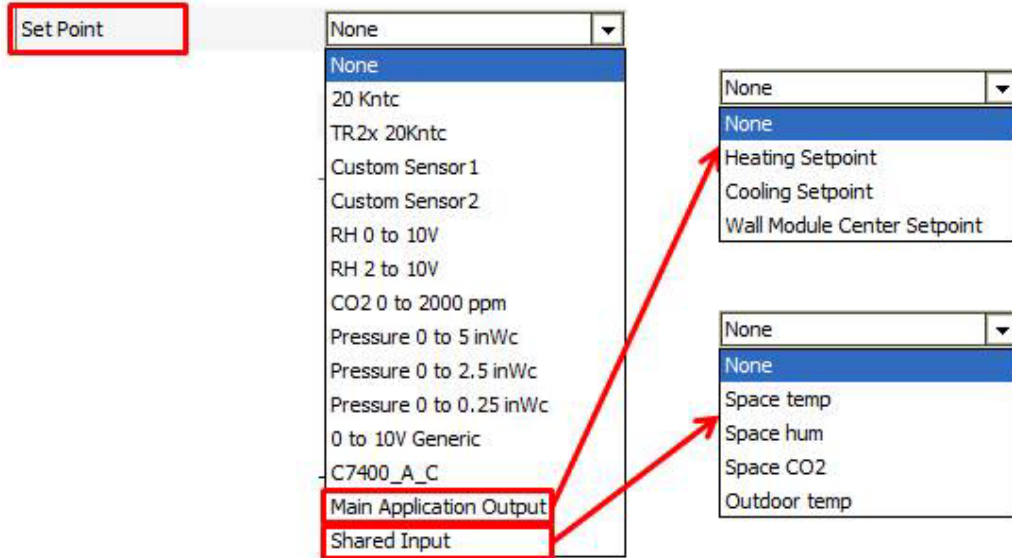 Set Point
None
None
20 Kntc
TR2x 20Kntc
Custom Sensor1
Custom Sensor2
RH 0 to 10V
RH 2 to 10V
CO2 0 to 2000 ppm
Pressure 0 to 5 inWc
Pressure 0 to 2.5 inWc
Pressure 0 to 0.25 inWc
0 to 10V Generic
C7400_A_C
Main Application Output
Shared Input
None
None
Heating Setpoint
Cooling Setpoint
Wall Module Center Setpoint
None
None
Space temp
Space hum
Space CO2
Outdoor temp